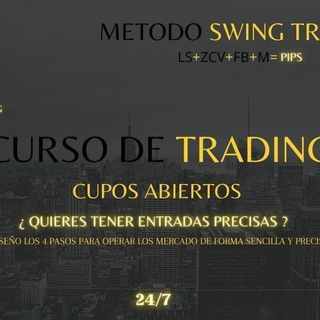 METODO SWING TR
LS+ZCV+FB+M= PIPS
G
CURSO DE TRADING
CUPOS ABIERTOS
¿ QUIERES TENER ENTRADAS PRECISAS ?
SEÑO LOS 4 PASOS PARA OPERAR LOS MERCADO DE FORMA SENCILLA Y PRECIS
24/7